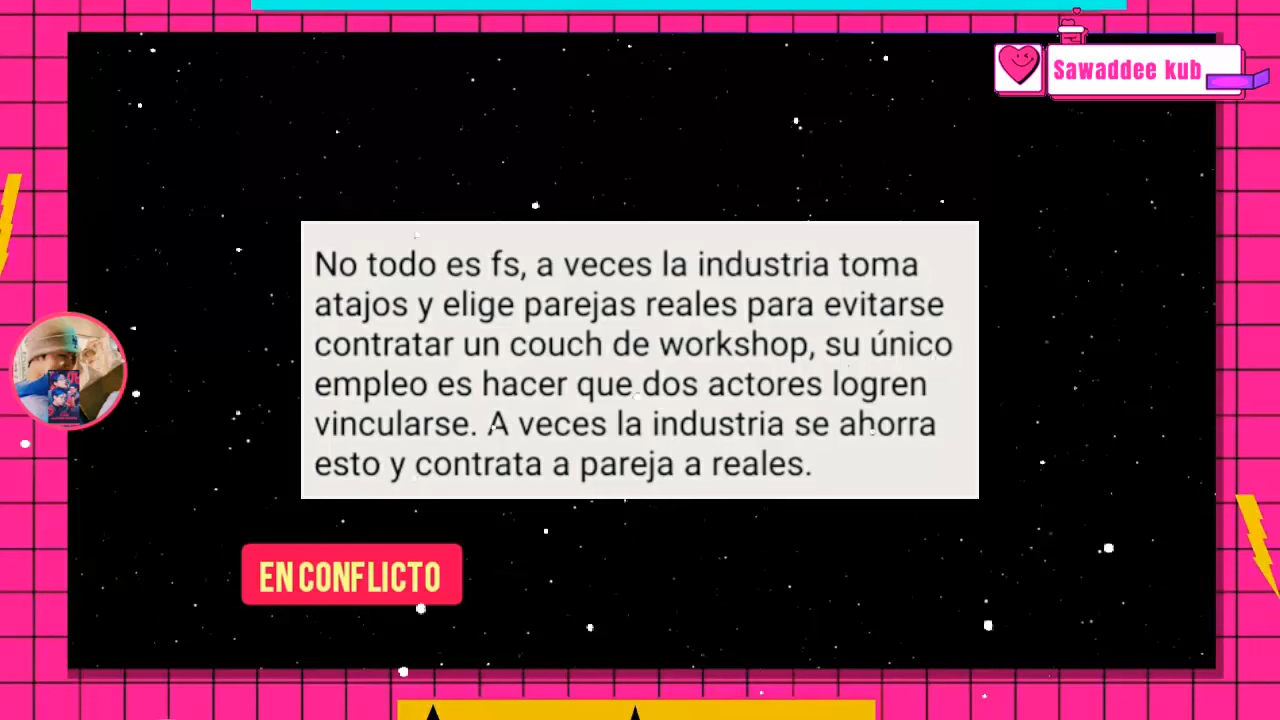 Sawaddee kub
No todo es fs, a veces la industria toma
atajos y elige parejas reales para evitarse
contratar un couch de workshop, su único
empleo es hacer que dos actores logren
vincularse. A veces la industria se ahorra
esto y contrata a pareja a reales.
EN CONFLICTO